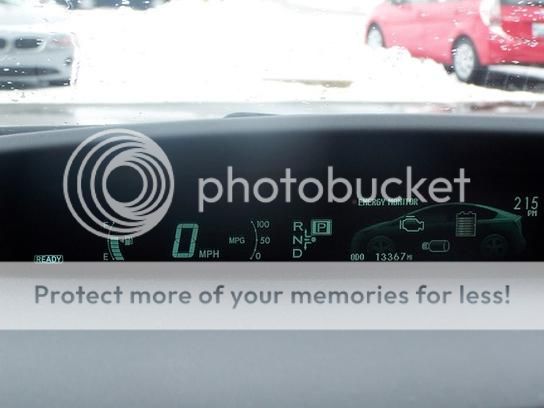 photobucket
ENERGY MONITOR
215
PM
0 MPH
MPG
100
50
0
R
N
D
P
E
READY
ODO 13367
Protect more of your memories for less!